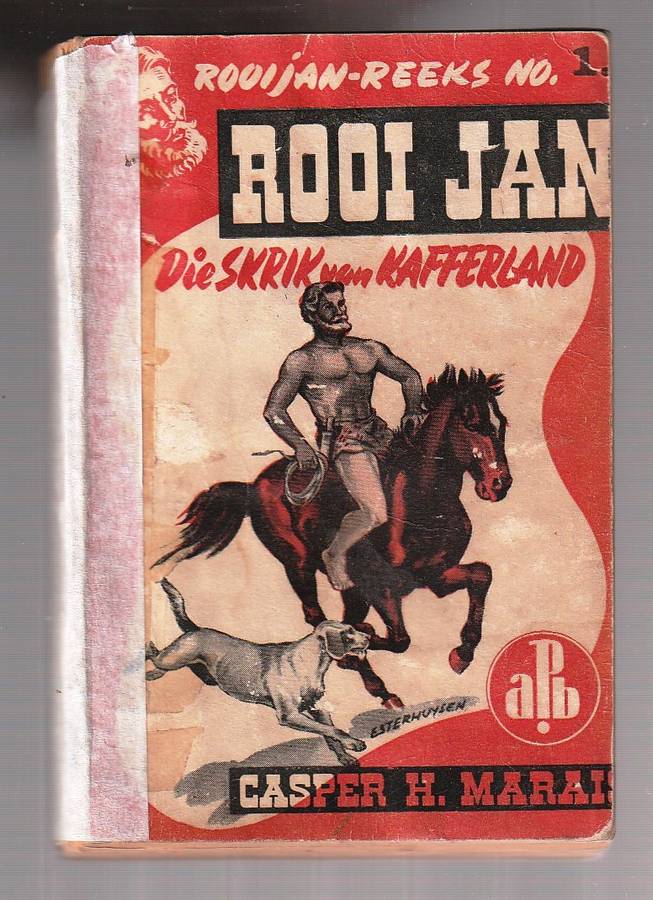 ROOIJAN-REEKS NO. 1.
ROOI JAN
Die SKRIK van KAFFERLAND
ESTERHUYSEN
aPb
CASPER H. MARAIS